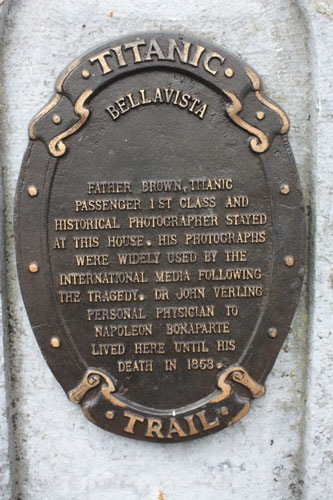 TITANIC
BELLAVISTA
FATHER BROWN, TITANIC
PASSENGER 1ST CLASS AND
HISTORICAL PHOTOGRAPHER STAYED
AT THIS HOUSE. HIS PHOTOGRAPHS
WERE WIDELY USED BY THE
INTERNATIONAL MEDIA FOLLOWING
THE TRAGEDY. DR JOHN VERLING
PERSONAL PHYSICIAN TO
NAPOLEON BONAPARTE
LIVED HERE UNTIL HIS
DEATH IN 1858.
TRAIL